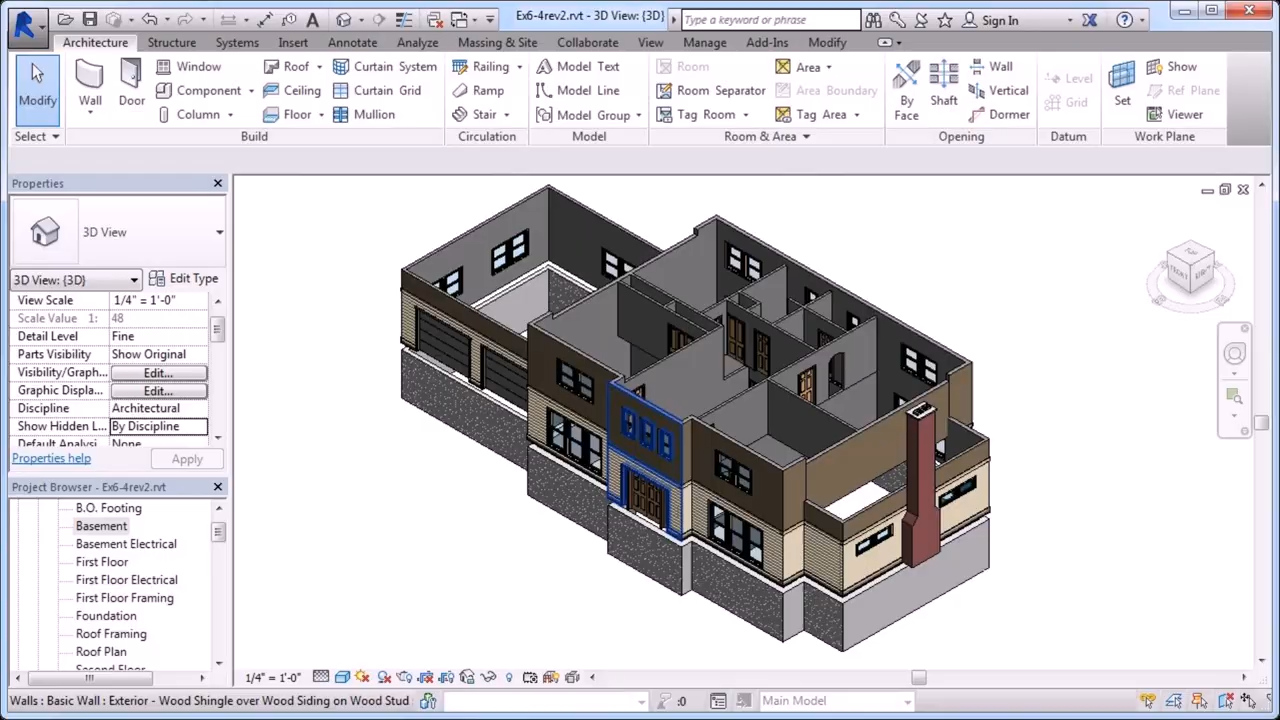 Ex6-4rev2.rvt - 3D View: {3D}
Type a keyword or phrase
Sign In
Architecture Structure Systems Insert Annotate Analyze Massing & Site Collaborate View Manage Add-Ins Modify
Modify
Wall
Door
Window
Component
Column
Roof
Ceiling
Floor
Curtain System
Curtain Grid
Mullion
Railing
Ramp
Stair
Model Text
Model Line
Model Group
Room
Room Separator
Tag Room
Area
Area Boundary
Tag Area
By Face
Shaft
Wall
Vertical
Dormer
Level
Grid
Set
Show
Ref Plane
Viewer
Select Build Circulation Model Room & Area Opening Datum Work Plane
Properties
3D View
3D View: {3D} Edit Type
View Scale 1/4" = 1'-0"
Scale Value 1: 48
Detail Level Fine
Parts Visibility Show Original
Visibility/Graph... Edit...
Graphic Displa... Edit...
Discipline Architectural
Show Hidden L... By Discipline
Default Analysi None
Properties help Apply
Project Browser - Ex6-4rev2.rvt
B.O. Footing
Basement
Basement Electrical
First Floor
First Floor Electrical
First Floor Framing
Foundation
Roof Framing
Roof Plan
Second Floor
FRONT
1/4" = 1'-0"
Walls : Basic Wall : Exterior - Wood Shingle over Wood Siding on Wood Stud
:0
Main Model